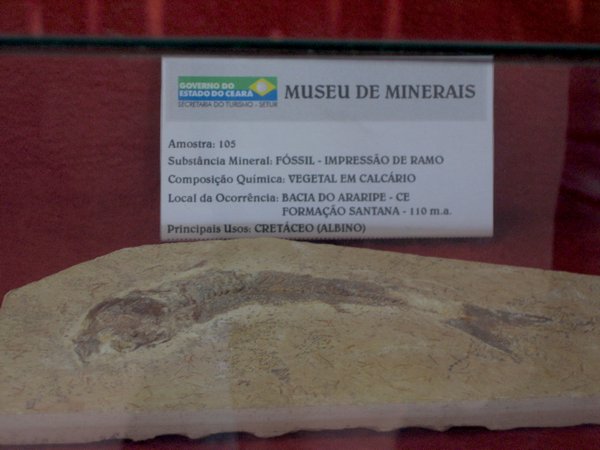 GOVERNO DO
ESTADO DO CEARÁ
SECRETARIA DO TURISMO - SETUR
MUSEU DE MINERAIS
Amostra: 105
Substância Mineral: FÓSSIL - IMPRESSÃO DE RAMO
Composição Química: VEGETAL EM CALCÁRIO
Local da Ocorrência: BACIA DO ARARIPE - CE
FORMAÇÃO SANTANA - 110 m.a.
Principais Usos: CRETÁCEO (ALBINO)